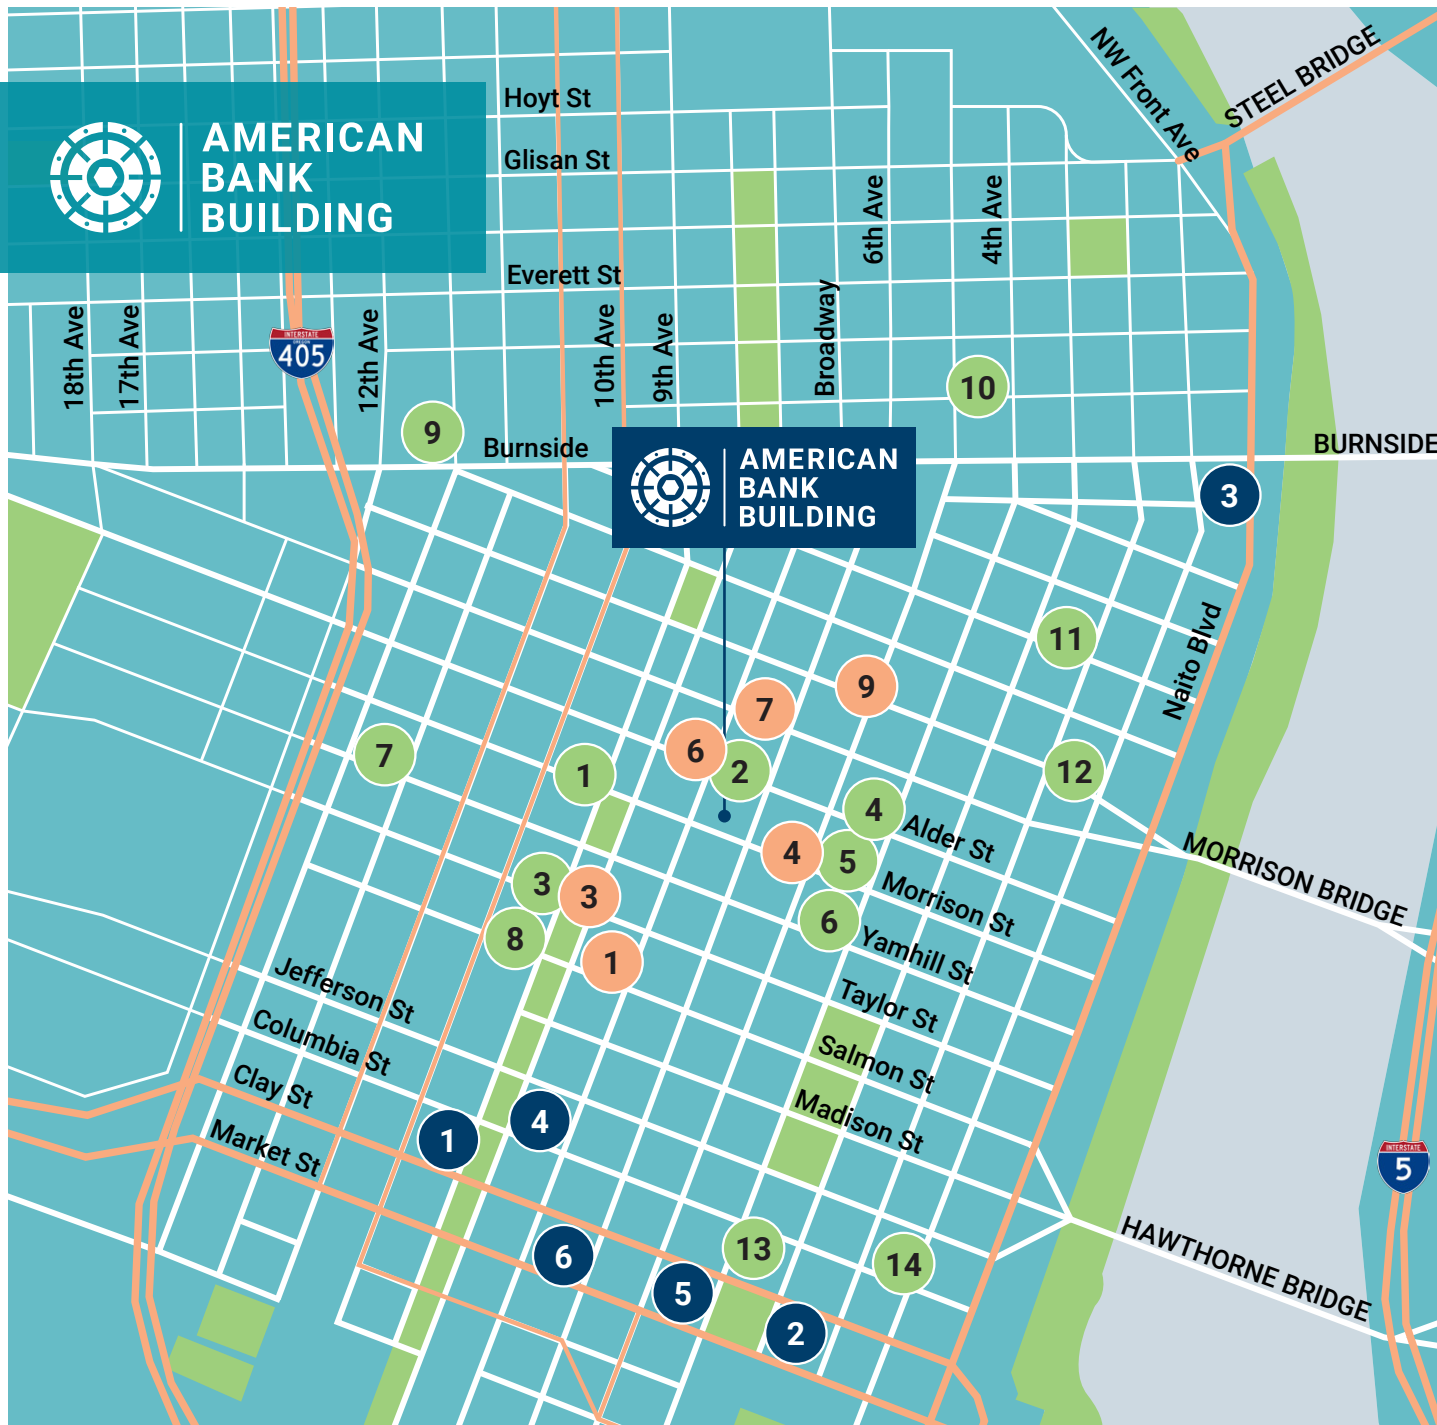 NW Front Ave
STEEL BRIDGE
Hoyt St
AMERICAN
BANK
BUILDING
Glisan St
6th Ave
4th Ave
Everett St
18th Ave
17th Ave
INTERSTATE
OREGON
405
12th Ave
10th Ave
9th Ave
Broadway
10
9
Burnside
BURNSIDE
AMERICAN
BANK
BUILDING
3
11
Naito Blvd
9
7
6
2
7
1
12
4
Alder St
4
5
MORRISON BRIDGE
3
3
Morrison St
6
8
Yamhill St
1
Jefferson St
Taylor St
Columbia St
Salmon St
Clay St
Madison St
4
1
Market St
INTERSTATE
5
13
6
14
HAWTHORNE BRIDGE
5
2